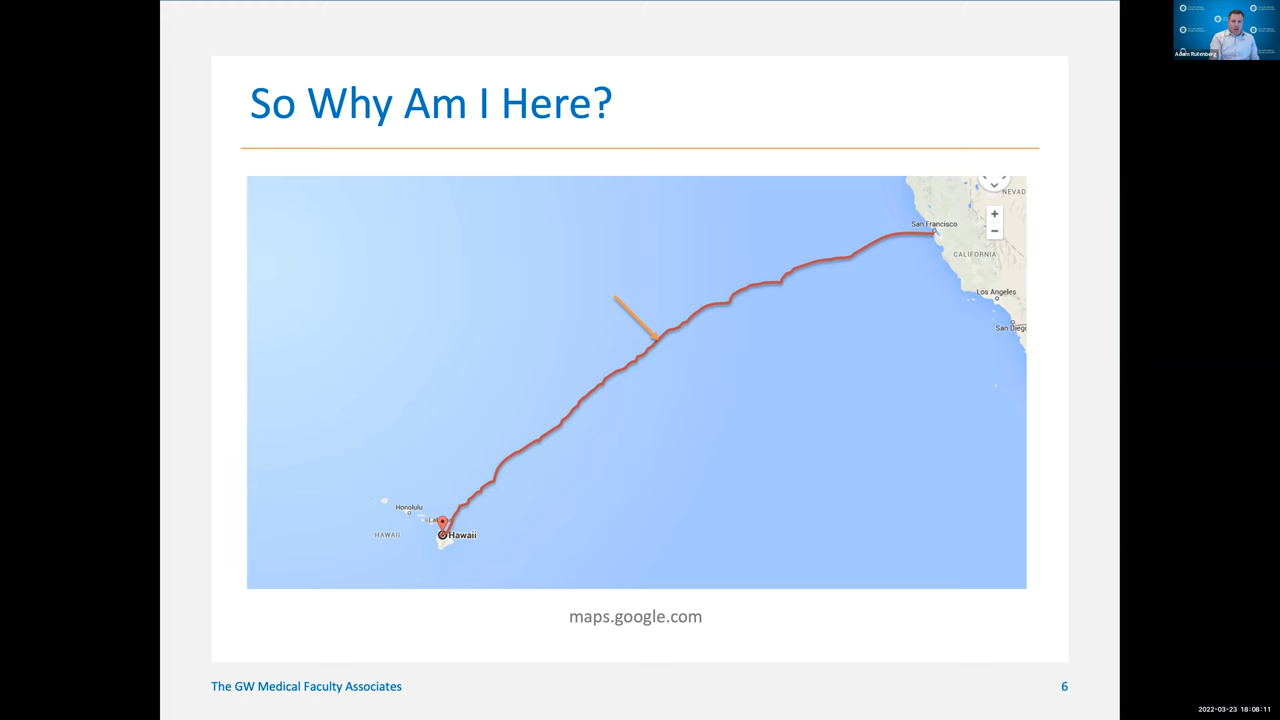 So Why Am I Here?
NEVAD
+
San Francisco
−
CALIFORNIA
Los Angeles
San Diego
Honolulu
HAWAII
Hawaii
maps.google.com
The GW Medical Faculty Associates
6
Adam Rutenberg
2022-03-23 18:08:11